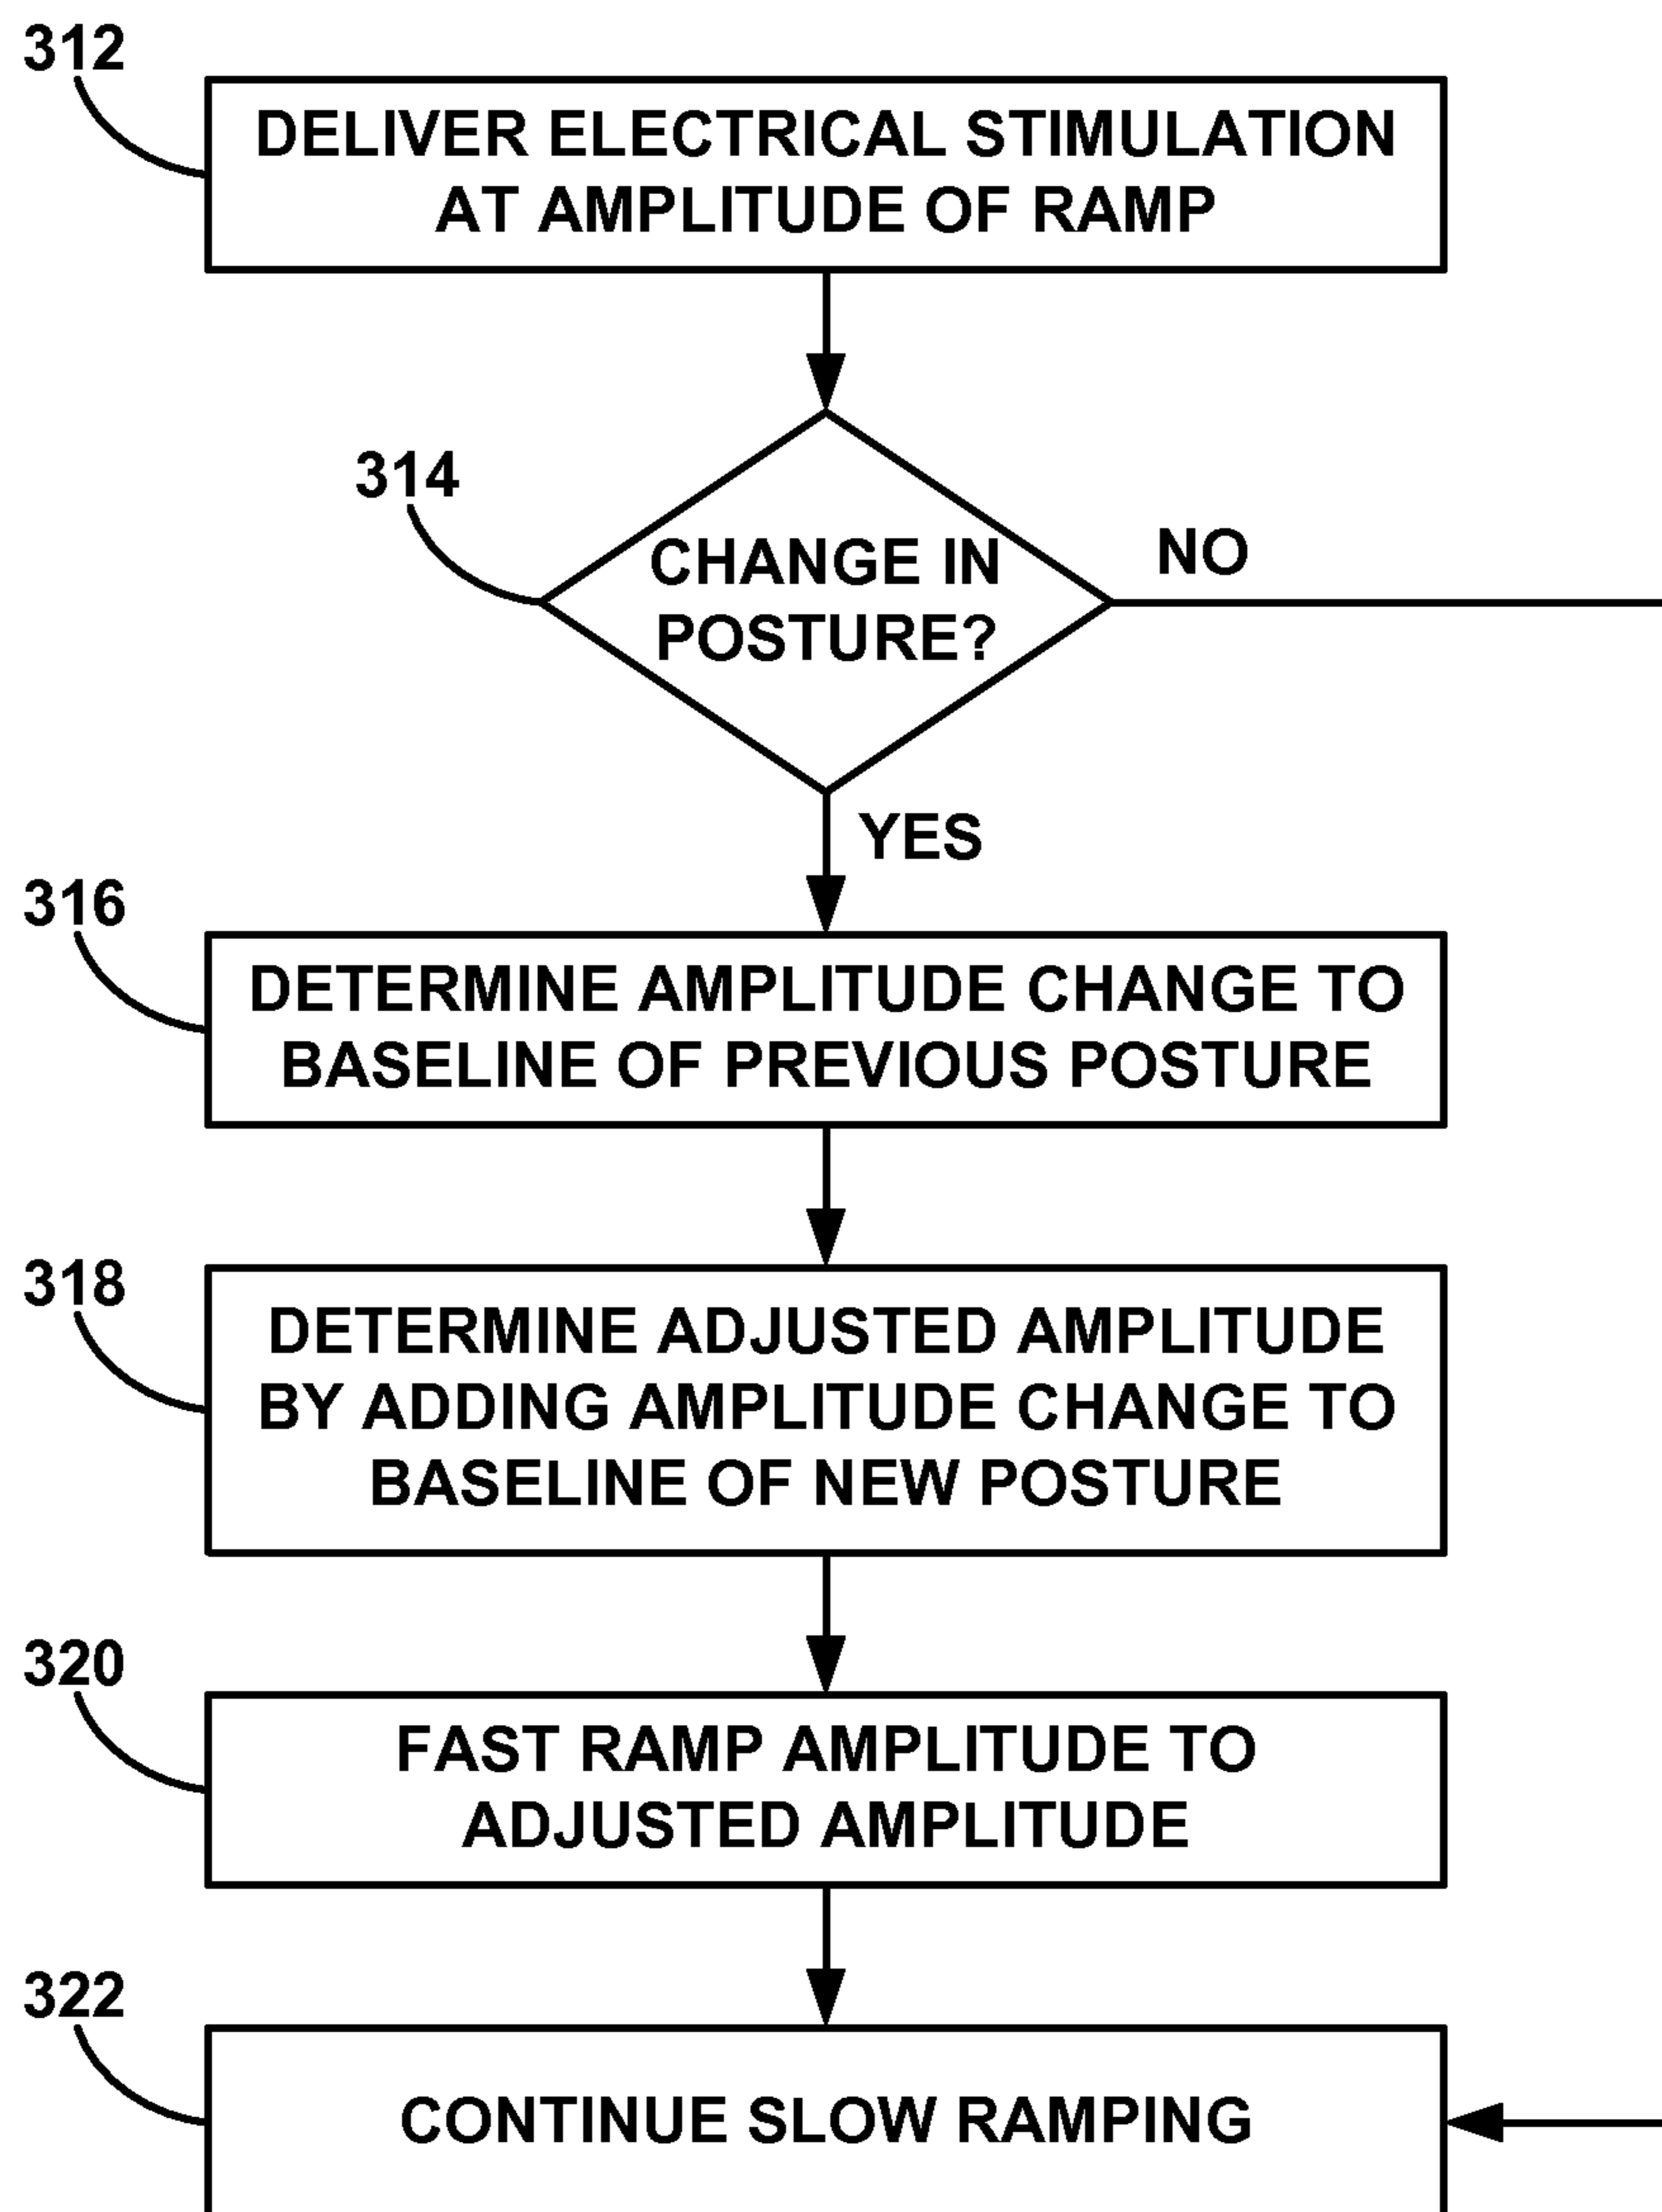 312
DELIVER ELECTRICAL STIMULATION
AT AMPLITUDE OF RAMP
314
CHANGE IN
POSTURE?
NO
YES
316
DETERMINE AMPLITUDE CHANGE TO
BASELINE OF PREVIOUS POSTURE
318
DETERMINE ADJUSTED AMPLITUDE
BY ADDING AMPLITUDE CHANGE TO
BASELINE OF NEW POSTURE
320
FAST RAMP AMPLITUDE TO
ADJUSTED AMPLITUDE
322
CONTINUE SLOW RAMPING